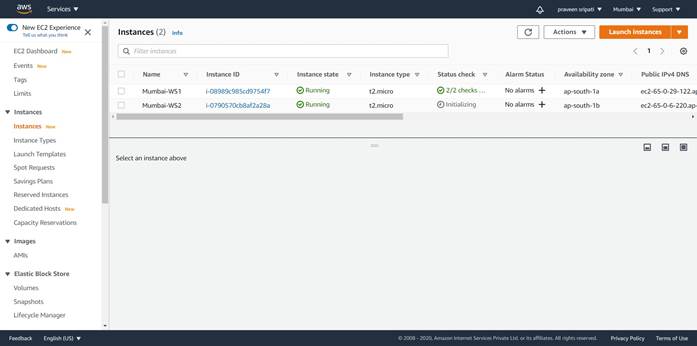 aws
Services
praveen sripati
Mumbai
Support
New EC2 Experience
Tell us what you think
EC2 Dashboard New
Events New
Tags
Limits
Instances
Instances New
Instance Types
Launch Templates
Spot Requests
Savings Plans
Reserved Instances
Dedicated Hosts New
Capacity Reservations
Images
AMIs
Elastic Block Store
Volumes
Snapshots
Lifecycle Manager
Instances (2) Info
Actions
Launch Instances
Filter instances
1
Name Instance ID Instance state Instance type Status check Alarm Status Availability zone Public IPv4 DNS
Mumbai-WS1 i-08989c985cd9754f7 Running t2.micro 2/2 checks ... No alarms + ap-south-1a ec2-65-0-29-122.ap
Mumbai-WS2 i-0790570cb8af2a28a Running t2.micro Initializing No alarms + ap-south-1b ec2-65-0-6-220.ap-
Select an instance above
Feedback English (US) © 2008 - 2020, Amazon Internet Services Private Ltd. or its affiliates. All rights reserved. Privacy Policy Terms of Use